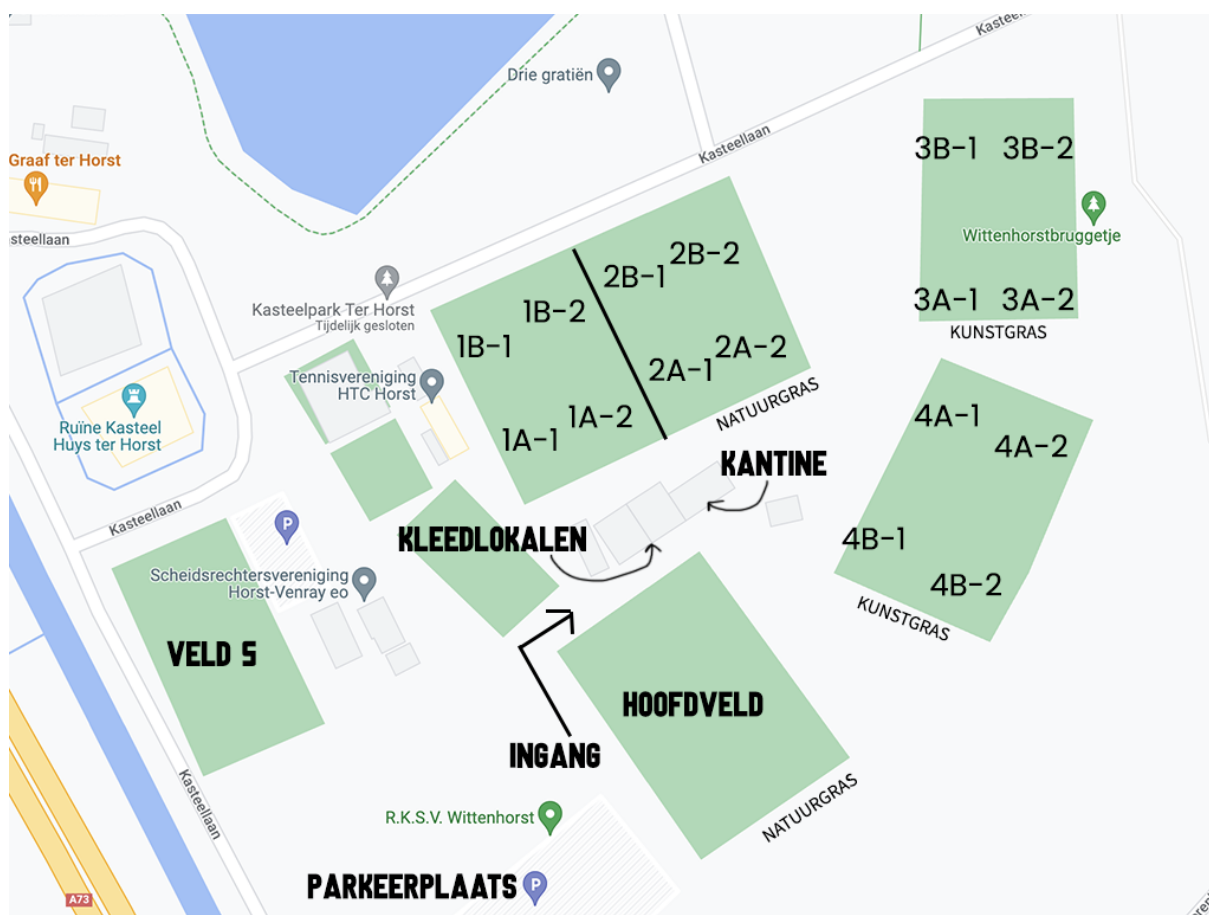 Kasteellaan
Drie gratiën
Kasteellaan
Graaf ter Horst
3B-1 3B-2
steellaan
Wittenhorstbruggetje
2B-1 2B-2
Kasteelpark Ter Horst
Tijdelijk gesloten
1B-1 1B-2
3A-1 3A-2
KUNSTGRAS
Tennisvereniging
HTC Horst
2A-1 2A-2
NATUURGRAS
Ruïne Kasteel
Huys ter Horst
1A-1 1A-2
4A-1 4A-2
KANTINE
Kasteellaan
P
KLEEDLOKALEN
4B-1 4B-2
KUNSTGRAS
Scheidsrechtersvereniging
Horst-Venray eo
VELD 5
HOOFDVELD
INGANG
Kasteellaan
NATUURGRAS
R.K.S.V. Wittenhorst
PARKEERPLAATS P
A73